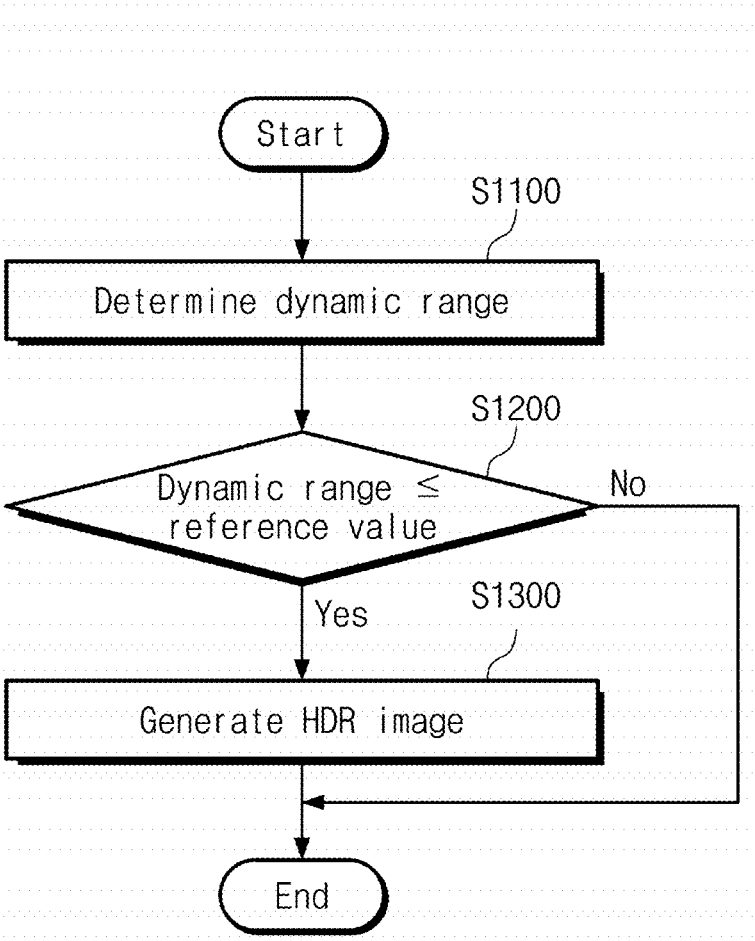 Start
S1100
Determine dynamic range
S1200
Dynamic range ≤
reference value
No
Yes
S1300
Generate HDR image
End